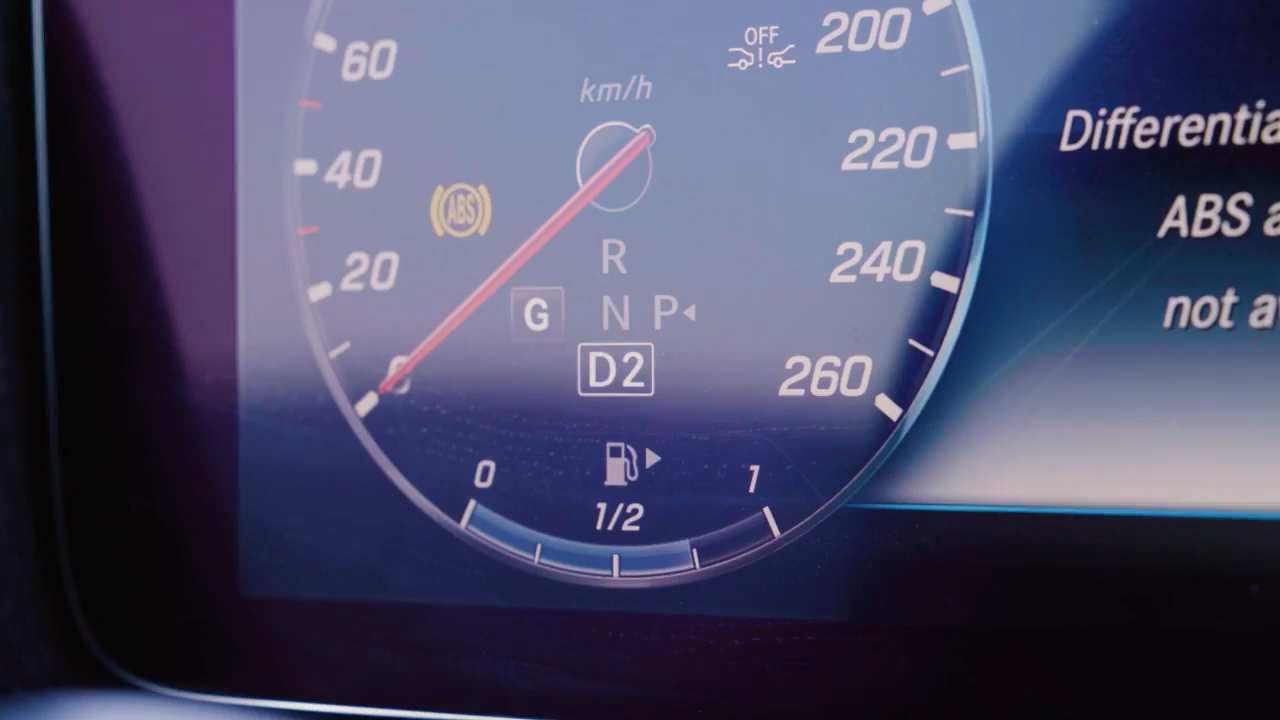 OFF
200
60
km/h
220
40
ABS
20
R
240
G
N P
D2
0
260
0
1
1/2
Differentia
ABS a
not a